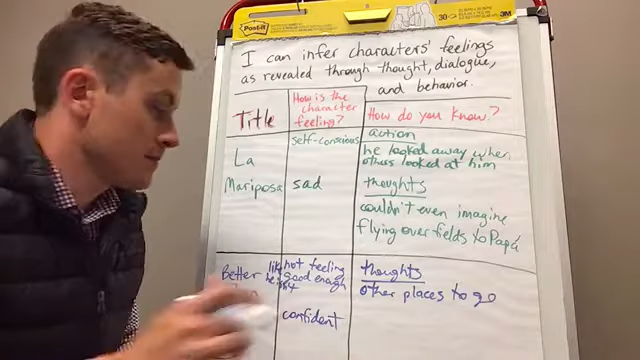 Post-it
30
3M
I can infer characters' feelings
as revealed through thought, dialogue,
and behavior.
Title
How is the
character
feeling?
How do you know?
La
Mariposa
self-conscious
sad
action
he looked away when
others looked at him
thoughts
couldn't even imagine
flying over fields to Papá
Better
not feeling
good enough
confident
thoughts
other places to go